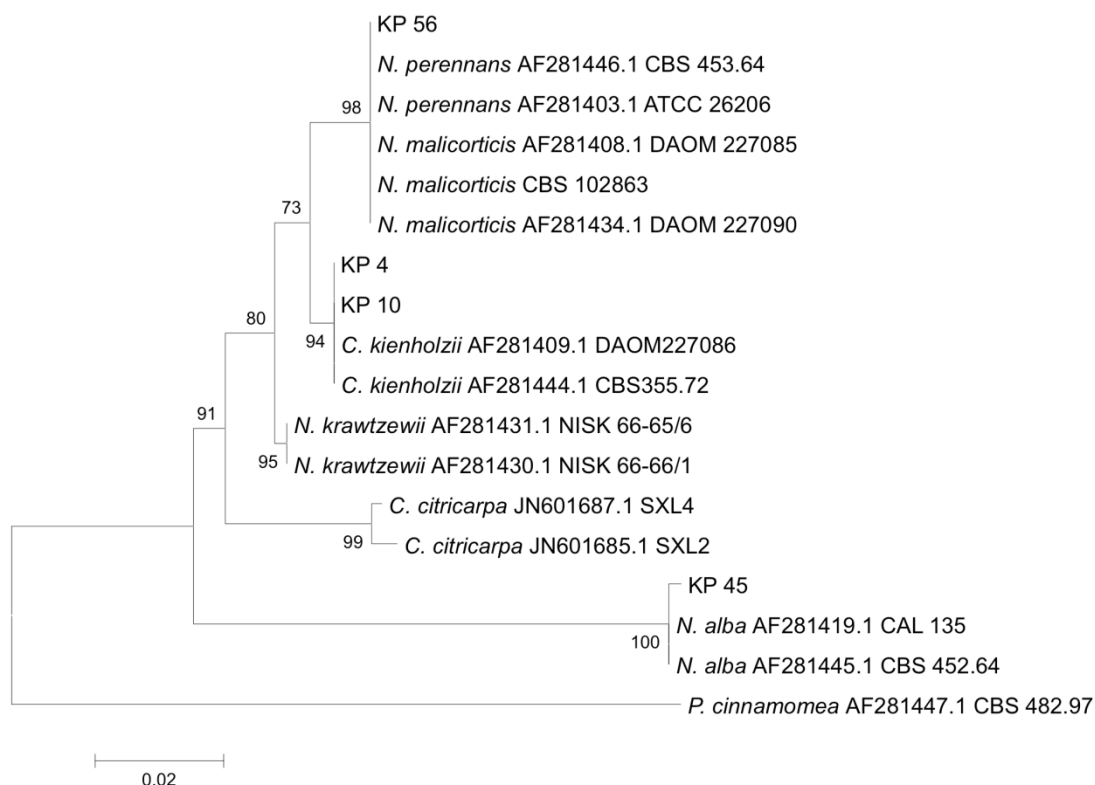 KP 56
N. perennans AF281446.1 CBS 453.64
N. perennans AF281403.1 ATCC 26206
98
N. malicorticis AF281408.1 DAOM 227085
N. malicorticis CBS 102863
73
N. malicorticis AF281434.1 DAOM 227090
KP 4
KP 10
80
94
C. kienholzii AF281409.1 DAOM227086
C. kienholzii AF281444.1 CBS355.72
91
N. krawtzewii AF281431.1 NISK 66-65/6
95
N. krawtzewii AF281430.1 NISK 66-66/1
C. citricarpa JN601687.1 SXL4
99
C. citricarpa JN601685.1 SXL2
KP 45
N. alba AF281419.1 CAL 135
100
N. alba AF281445.1 CBS 452.64
P. cinnamomea AF281447.1 CBS 482.97
0.02